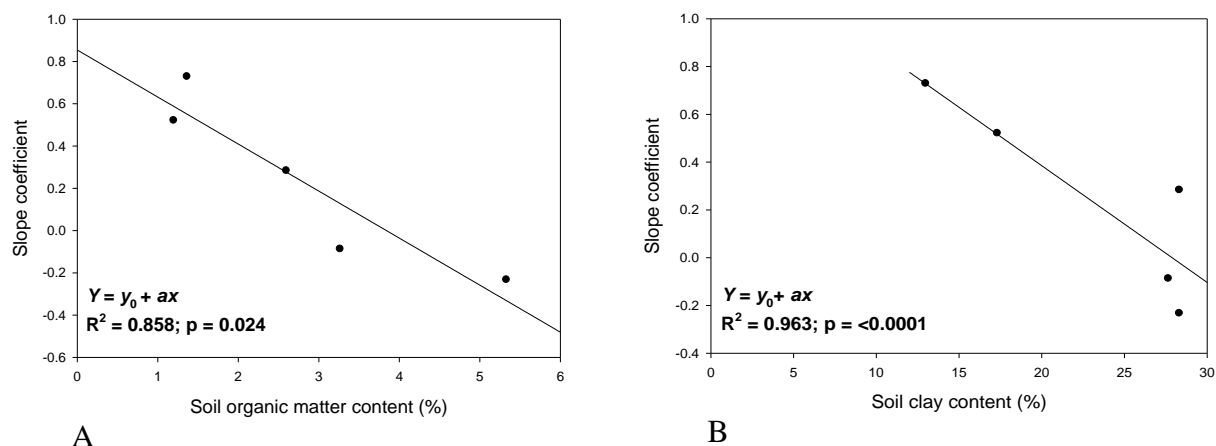 1.0
0.8
0.6
0.4
0.2
0.0
-0.2
-0.4
-0.6
Slope coefficient
Y = y0 + ax
R2 = 0.858; p = 0.024
0 1 2 3 4 5 6
Soil organic matter content (%)
A
1.0
0.8
0.6
0.4
0.2
0.0
-0.2
-0.4
Slope coefficient
Y = y0+ ax
R2 = 0.963; p = <0.0001
0 5 10 15 20 25 30
Soil clay content (%)
B